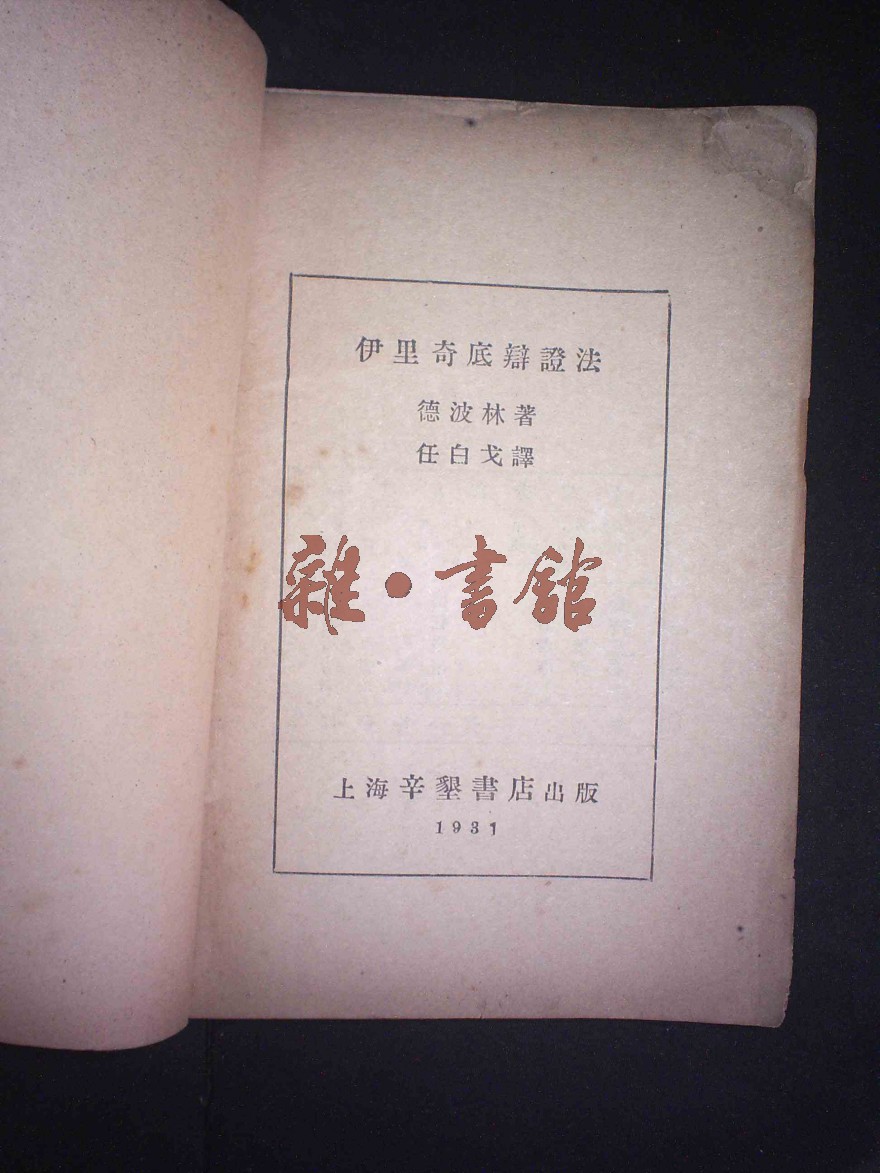 伊里奇底辯證法
德波林著
任白戈譯
雜·書館
上海辛墾書店出版
1931